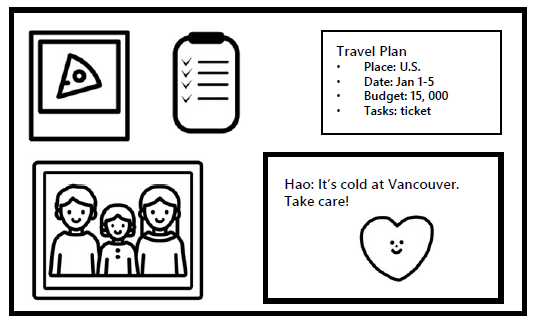 Travel Plan
• Place: U.S.
• Date: Jan 1-5
• Budget: 15, 000
• Tasks: ticket
Hao: It's cold at Vancouver.
Take care!